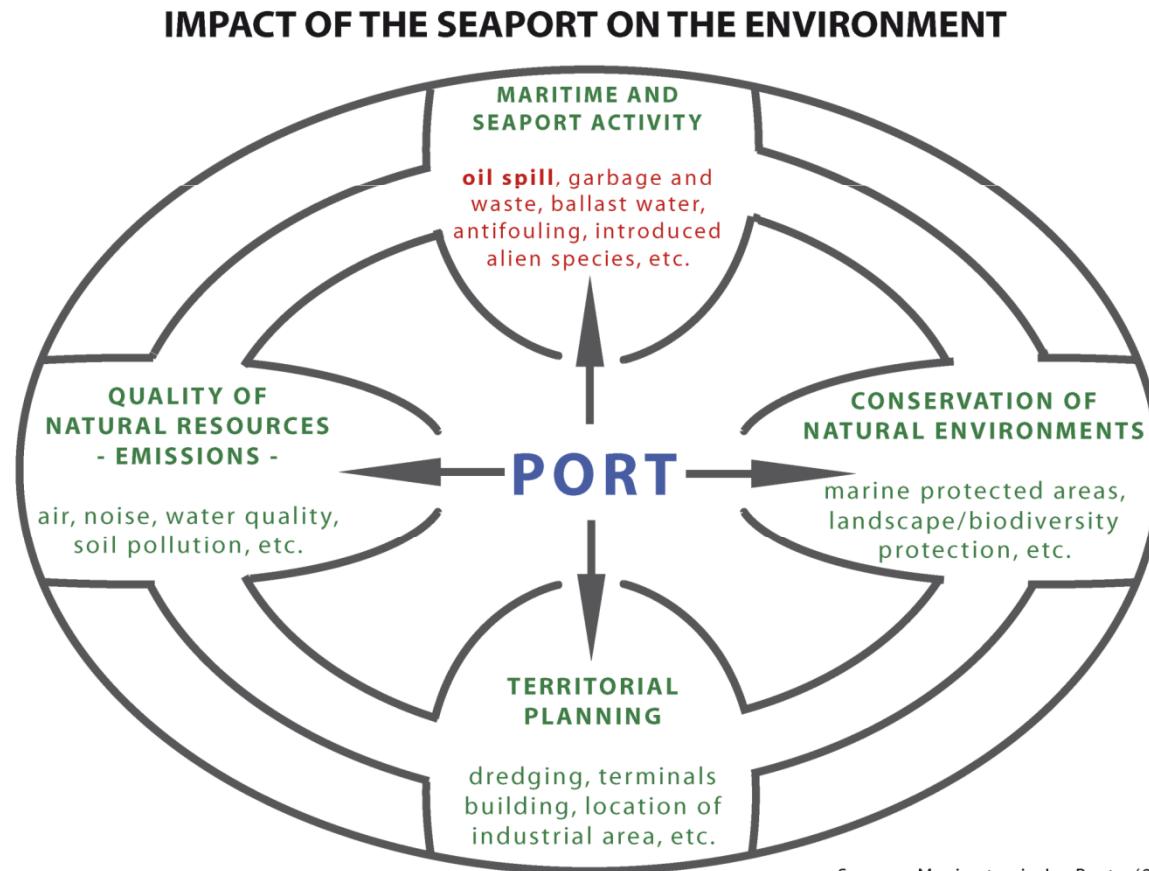 IMPACT OF THE SEAPORT ON THE ENVIRONMENT
MARITIME AND
SEAPORT ACTIVITY
oil spill, garbage and
waste, ballast water,
antifouling, introduced
alien species, etc.
QUALITY OF
NATURAL RESOURCES
- EMISSIONS -
air, noise, water quality,
soil pollution, etc.
PORT
CONSERVATION OF
NATURAL ENVIRONMENTS
marine protected areas,
landscape/biodiversity
protection, etc.
TERRITORIAL
PLANNING
dredging, terminals
building, location of
industrial area, etc.